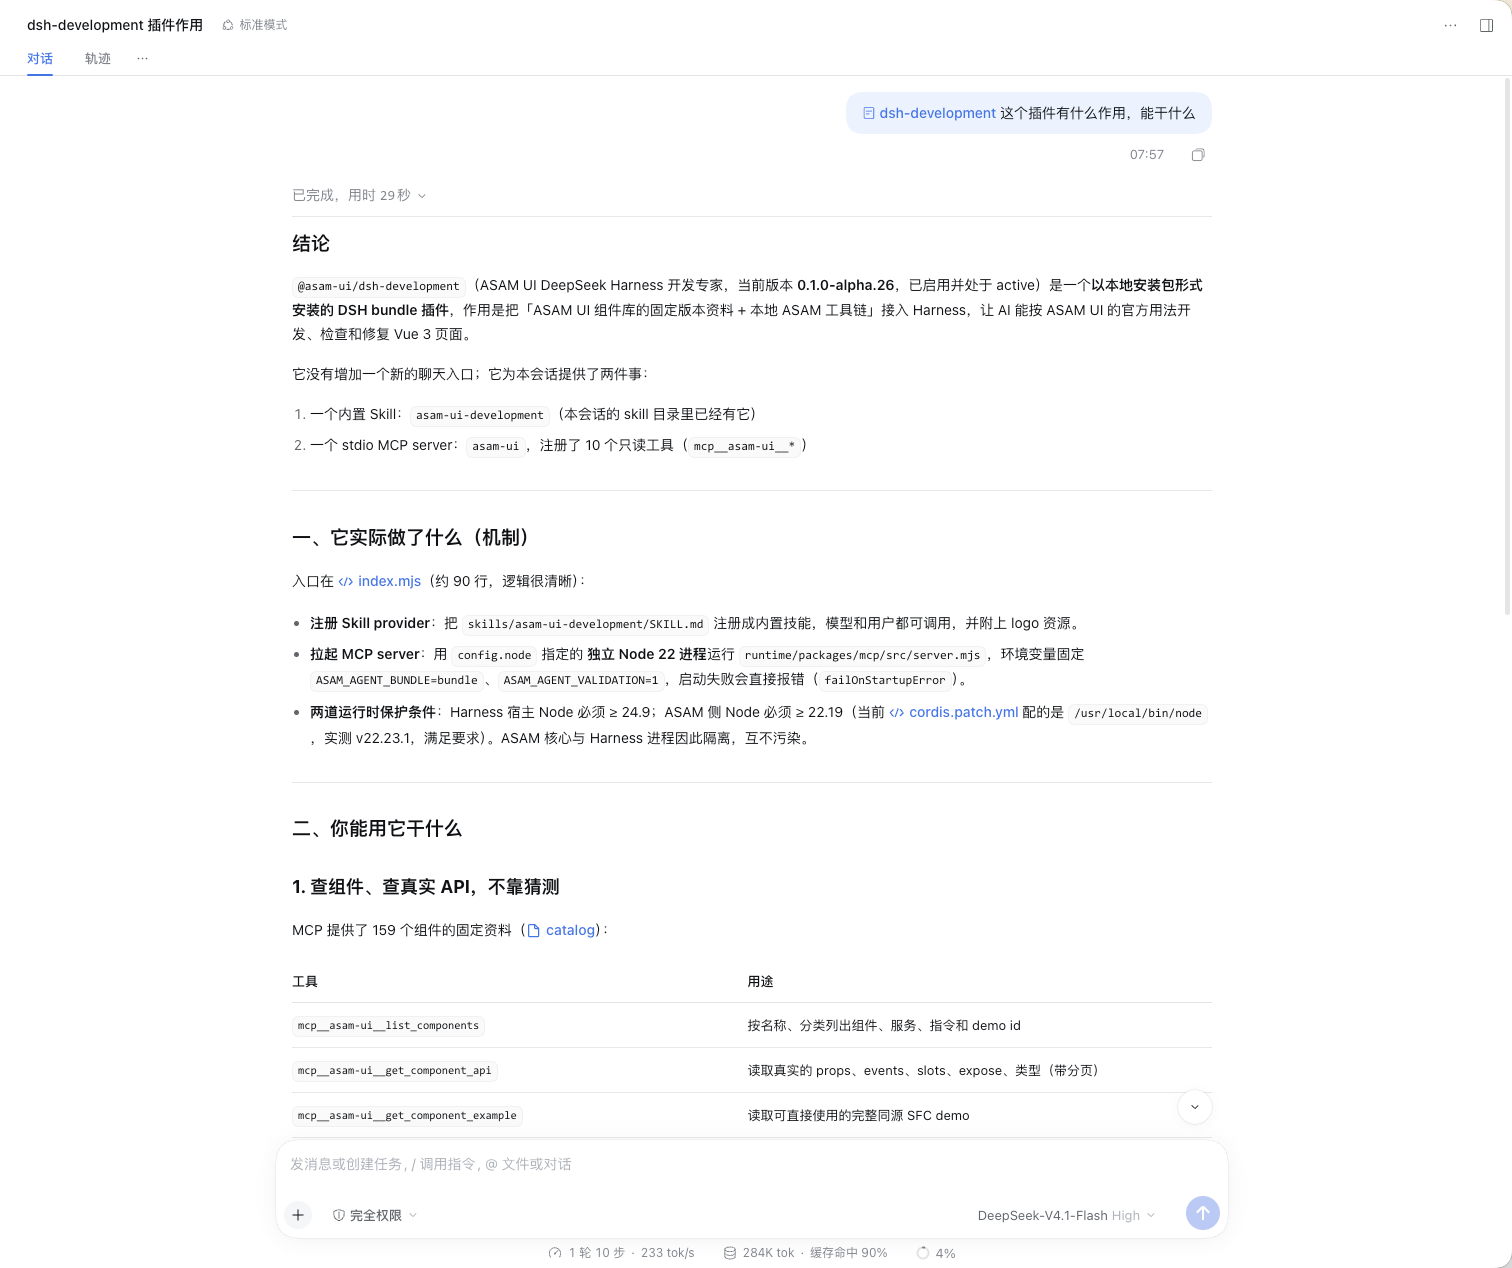 dsh-development 插件作用 标准模式
对话 轨迹 ···
dsh-development 这个插件有什么作用，能干什么
07:57
已完成，用时 29 秒
结论
@asam-ui/dsh-development（ASAM UI DeepSeek Harness 开发专家，当前版本 0.1.0-alpha.26，已启用并处于 active）是一个以本地安装包形式
安装的 DSH bundle 插件，作用是把「ASAM UI 组件库的固定版本资料 + 本地 ASAM 工具链」接入 Harness，让 AI 能按 ASAM UI 的官方用法开
发、检查和修复 Vue 3 页面。
它没有增加一个新的聊天入口；它为本会话提供了两件事：
1. 一个内置 Skill：asam-ui-development（本会话的 skill 目录里已经有它）
2. 一个 stdio MCP server：asam-ui，注册了 10 个只读工具（mcp__asam-ui__*）
一、它实际做了什么（机制）
入口在 index.mjs（约 90 行，逻辑很清晰）：
• 注册 Skill provider：把 skills/asam-ui-development/SKILL.md 注册成内置技能，模型和用户都可调用，并附上 logo 资源。
• 拉起 MCP server：用 config.node 指定的 独立 Node 22 进程运行 runtime/packages/mcp/src/server.mjs，环境变量固定
ASAM_AGENT_BUNDLE=bundle、ASAM_AGENT_VALIDATION=1，启动失败会直接报错（failOnStartupError）。
• 两道运行时保护条件：Harness 宿主 Node 必须 ≥ 24.9；ASAM 侧 Node 必须 ≥ 22.19（当前 cordis.patch.yml 配的是 /usr/local/bin/node
，实测 v22.23.1，满足要求）。ASAM 核心与 Harness 进程因此隔离，互不污染。
二、你能用它干什么
1. 查组件、查真实 API，不靠猜测
MCP 提供了 159 个组件的固定资料（catalog）：
工具 用途
mcp__asam-ui__list_components 按名称、分类列出组件、服务、指令和 demo id
mcp__asam-ui__get_component_api 读取真实的 props、events、slots、expose、类型（带分页）
mcp__asam-ui__get_component_example 读取可直接使用的完整同源 SFC demo
发消息或创建任务，/ 调用指令，@ 文件或对话
完全权限 DeepSeek-V4.1-Flash High
1 轮 10 步 · 233 tok/s 284K tok · 缓存命中 90% 4%